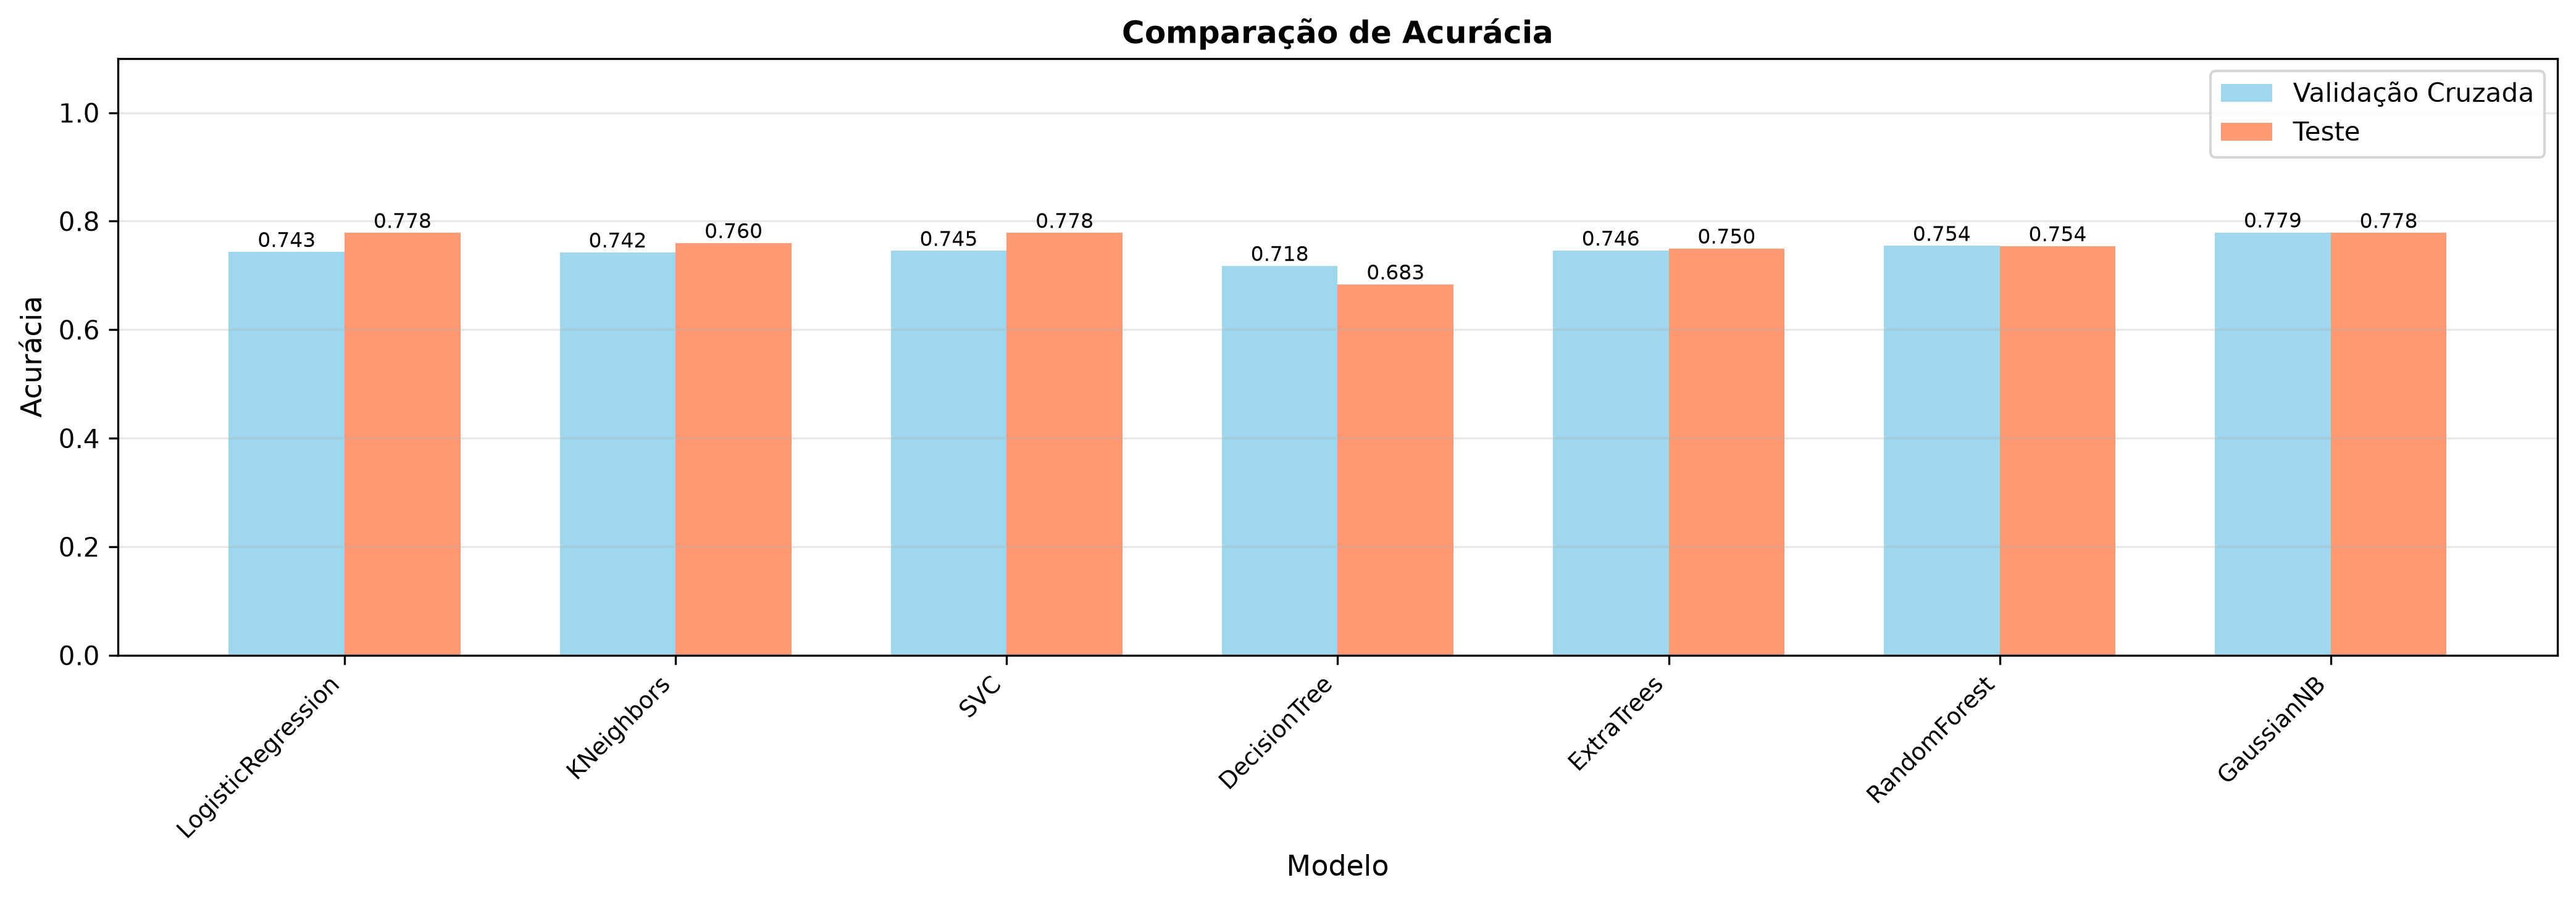 Comparação de Acurácia
Validação Cruzada
Teste
Acurácia
1.0
0.8
0.6
0.4
0.2
0.0
0.743
0.778
0.742
0.760
0.745
0.778
0.718
0.683
0.746
0.750
0.754
0.754
0.779
0.778
LogisticRegression
KNeighbors
SVC
DecisionTree
ExtraTrees
RandomForest
GaussianNB
Modelo